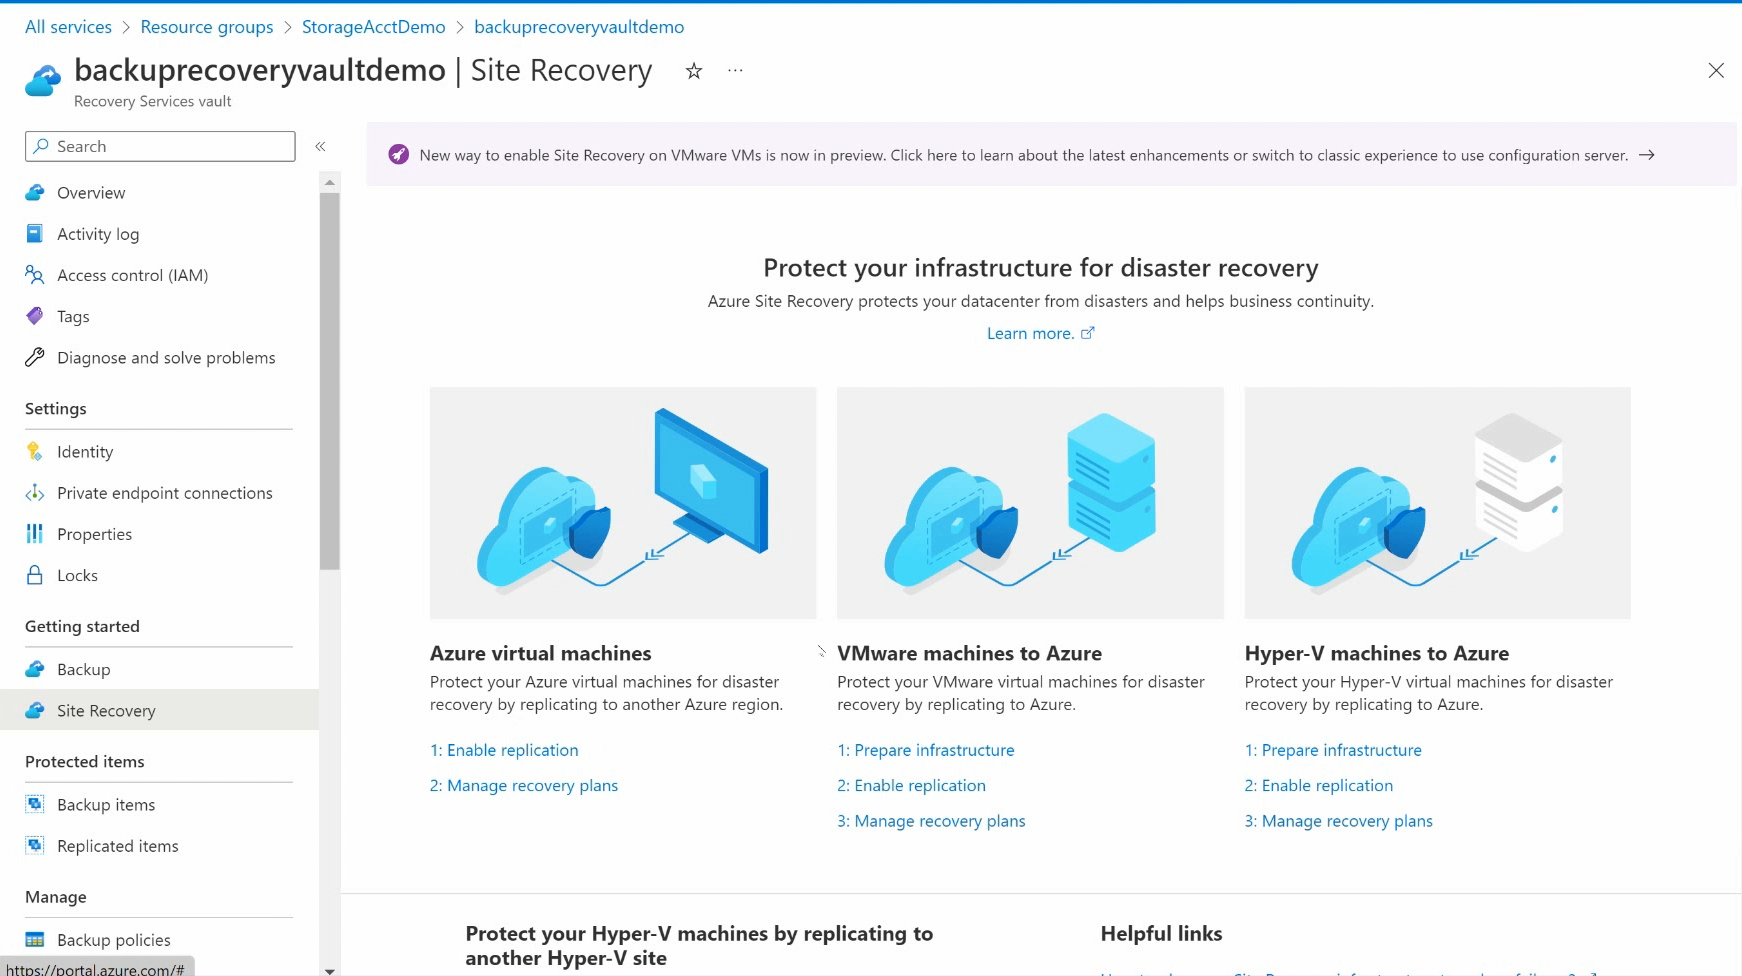 All services > Resource groups > StorageAcctDemo > backuprecoveryvaultdemo
backuprecoveryvaultdemo | Site Recovery
Recovery Services vault
Search
New way to enable Site Recovery on VMware VMs is now in preview. Click here to learn about the latest enhancements or switch to classic experience to use configuration server. →
Overview
Activity log
Access control (IAM)
Tags
Diagnose and solve problems
Settings
Identity
Private endpoint connections
Properties
Locks
Getting started
Backup
Site Recovery
Protected items
Backup items
Replicated items
Manage
Backup policies
https://portal.azure.com/#
Protect your infrastructure for disaster recovery
Azure Site Recovery protects your datacenter from disasters and helps business continuity.
Learn more.
Azure virtual machines
Protect your Azure virtual machines for disaster
recovery by replicating to another Azure region.
1: Enable replication
2: Manage recovery plans
VMware machines to Azure
Protect your VMware virtual machines for disaster
recovery by replicating to Azure.
1: Prepare infrastructure
2: Enable replication
3: Manage recovery plans
Hyper-V machines to Azure
Protect your Hyper-V virtual machines for disaster
recovery by replicating to Azure.
1: Prepare infrastructure
2: Enable replication
3: Manage recovery plans
Protect your Hyper-V machines by replicating to
another Hyper-V site
Helpful links